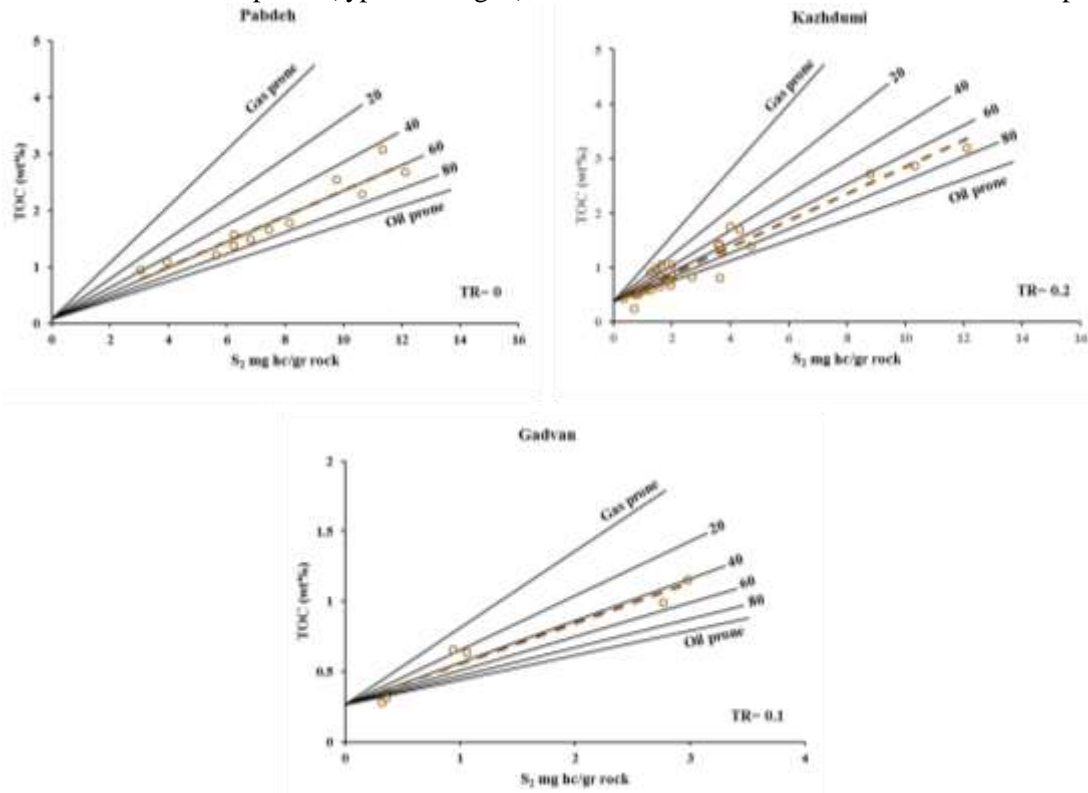 Pabdeh
5
4
3
2
1
0
TOC (wt%)
Gas prone
20
40
60
80
Oil prone
TR= 0
0 2 4 6 8 10 12 14 16
S₂ mg hc/gr rock
Kazhdumi
5
4
3
2
1
0
TOC (wt%)
Gas prone
20
40
60
80
Oil prone
TR= 0.2
0 2 4 6 8 10 12 14 16
S₂ mg hc/gr rock
Gadvan
2
1.5
1
0.5
0
TOC (wt%)
Gas prone
20
40
60
80
Oil prone
TR= 0.1
0 1 2 3 4
S₂ mg hc/gr rock